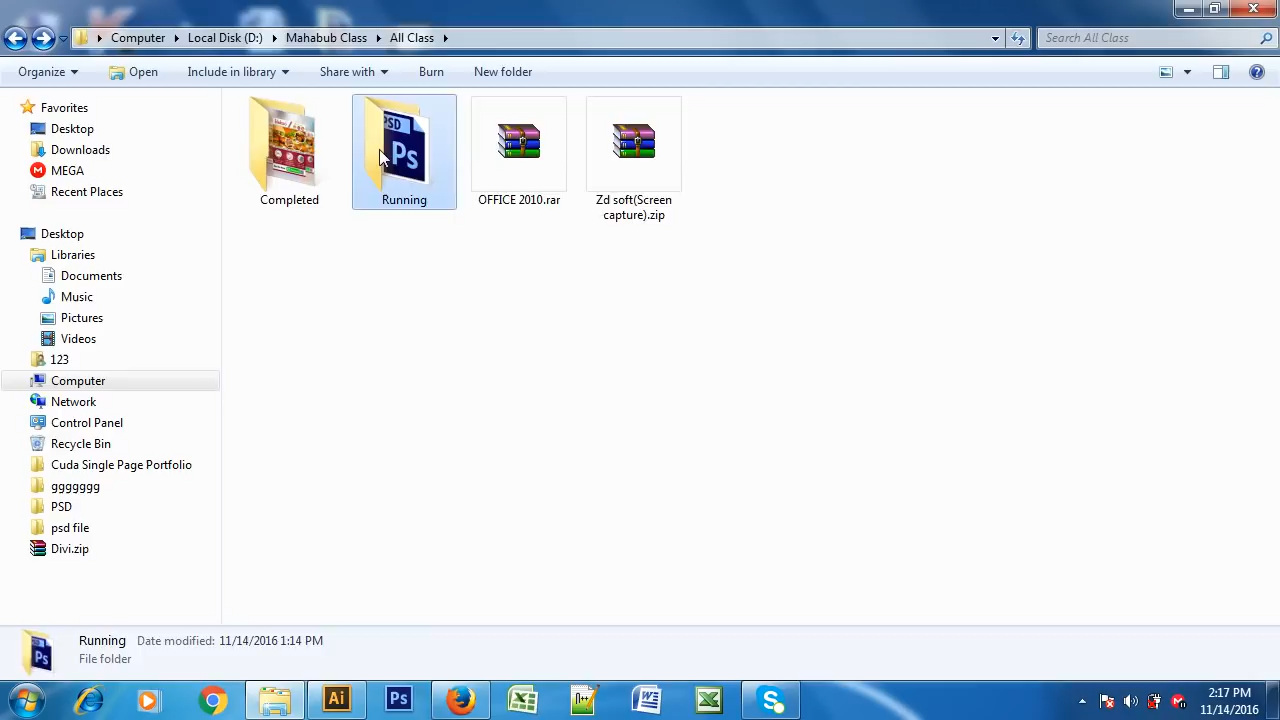 Computer
Local Disk (D:)
Mahabub Class
All Class
Search All Class
Organize
Open
Include in library
Share with
Burn
New folder
Favorites
Desktop
Downloads
MEGA
Recent Places
Desktop
Libraries
Documents
Music
Pictures
Videos
123
Computer
Network
Control Panel
Recycle Bin
Cuda Single Page Portfolio
ggggggg
PSD
psd file
Divi.zip
Completed
PSD
Ps
Running
OFFICE 2010.rar
Zd soft(Screen
capture).zip
Running
Date modified: 11/14/2016 1:14 PM
File folder
Ps
Ai
Ps
2:17 PM
11/14/2016